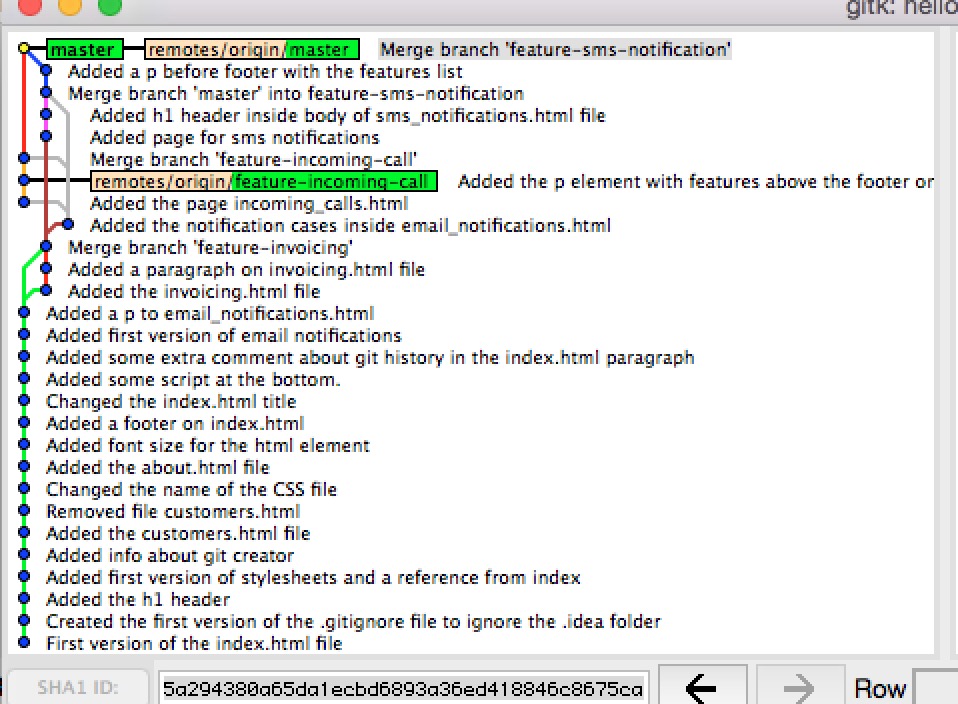 gitk: hello
master remotes/origin/master Merge branch 'feature-sms-notification'
Added a p before footer with the features list
Merge branch 'master' into feature-sms-notification
Added h1 header inside body of sms_notifications.html file
Added page for sms notifications
Merge branch 'feature-incoming-call'
remotes/origin/feature-incoming-call Added the p element with features above the footer or
Added the page incoming_calls.html
Added the notification cases inside email_notifications.html
Merge branch 'feature-invoicing'
Added a paragraph on invoicing.html file
Added the invoicing.html file
Added a p to email_notifications.html
Added first version of email notifications
Added some extra comment about git history in the index.html paragraph
Added some script at the bottom.
Changed the index.html title
Added a footer on index.html
Added font size for the html element
Added the about.html file
Changed the name of the CSS file
Removed file customers.html
Added the customers.html file
Added info about git creator
Added first version of stylesheets and a reference from index
Added the h1 header
Created the first version of the .gitignore file to ignore the .idea folder
First version of the index.html file
SHA1 ID: 5a294380a65da1ecbd6893a36ed418846c8675ca Row